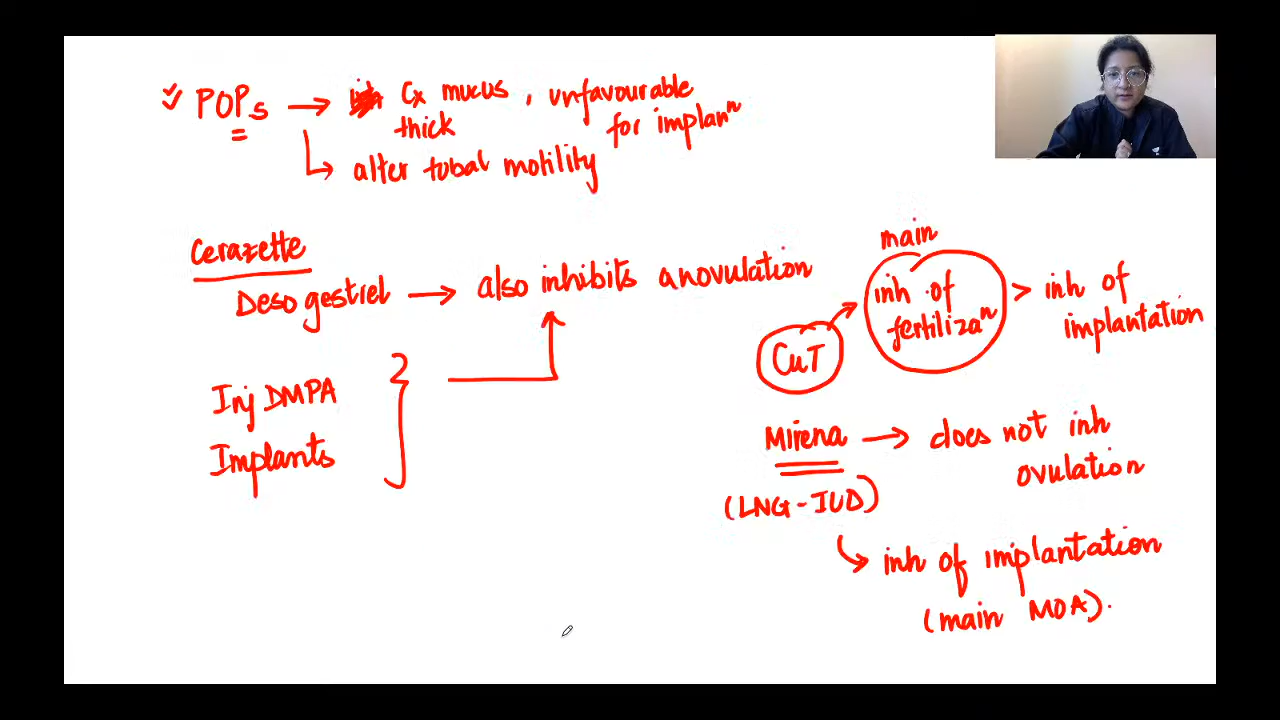 POPs → Cx mucus, unfavourable
thick for implanⁿ
alter tubal motility
Cerazette
Desogestrel → also inhibits anovulation
Inj DMPA
Implants
main
CuT → inh of > inh of
fertilizaⁿ implantation
Mirena → does not inh
ovulation
(LNG-IUD)
inh of implantation
(main MOA).